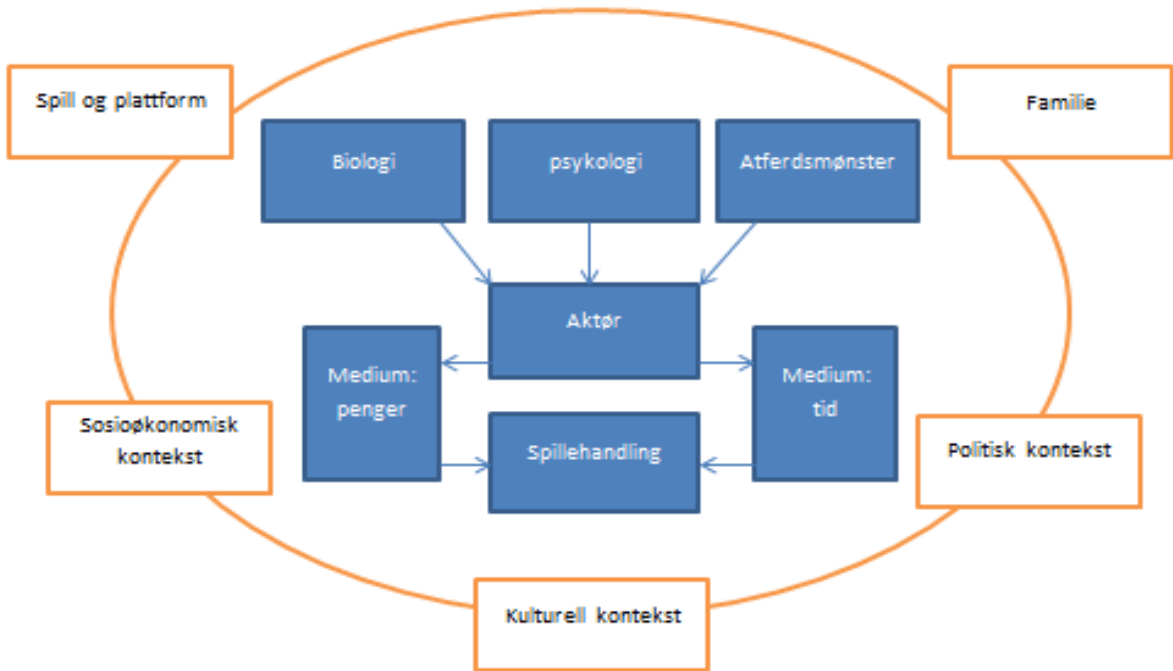 Spill og plattform
Familie
Biologi
psykologi
Atferdsmønster
Aktør
Medium:
penger
Medium:
tid
Sosioøkonomisk
kontekst
Spillehandling
Politisk kontekst
Kulturell kontekst